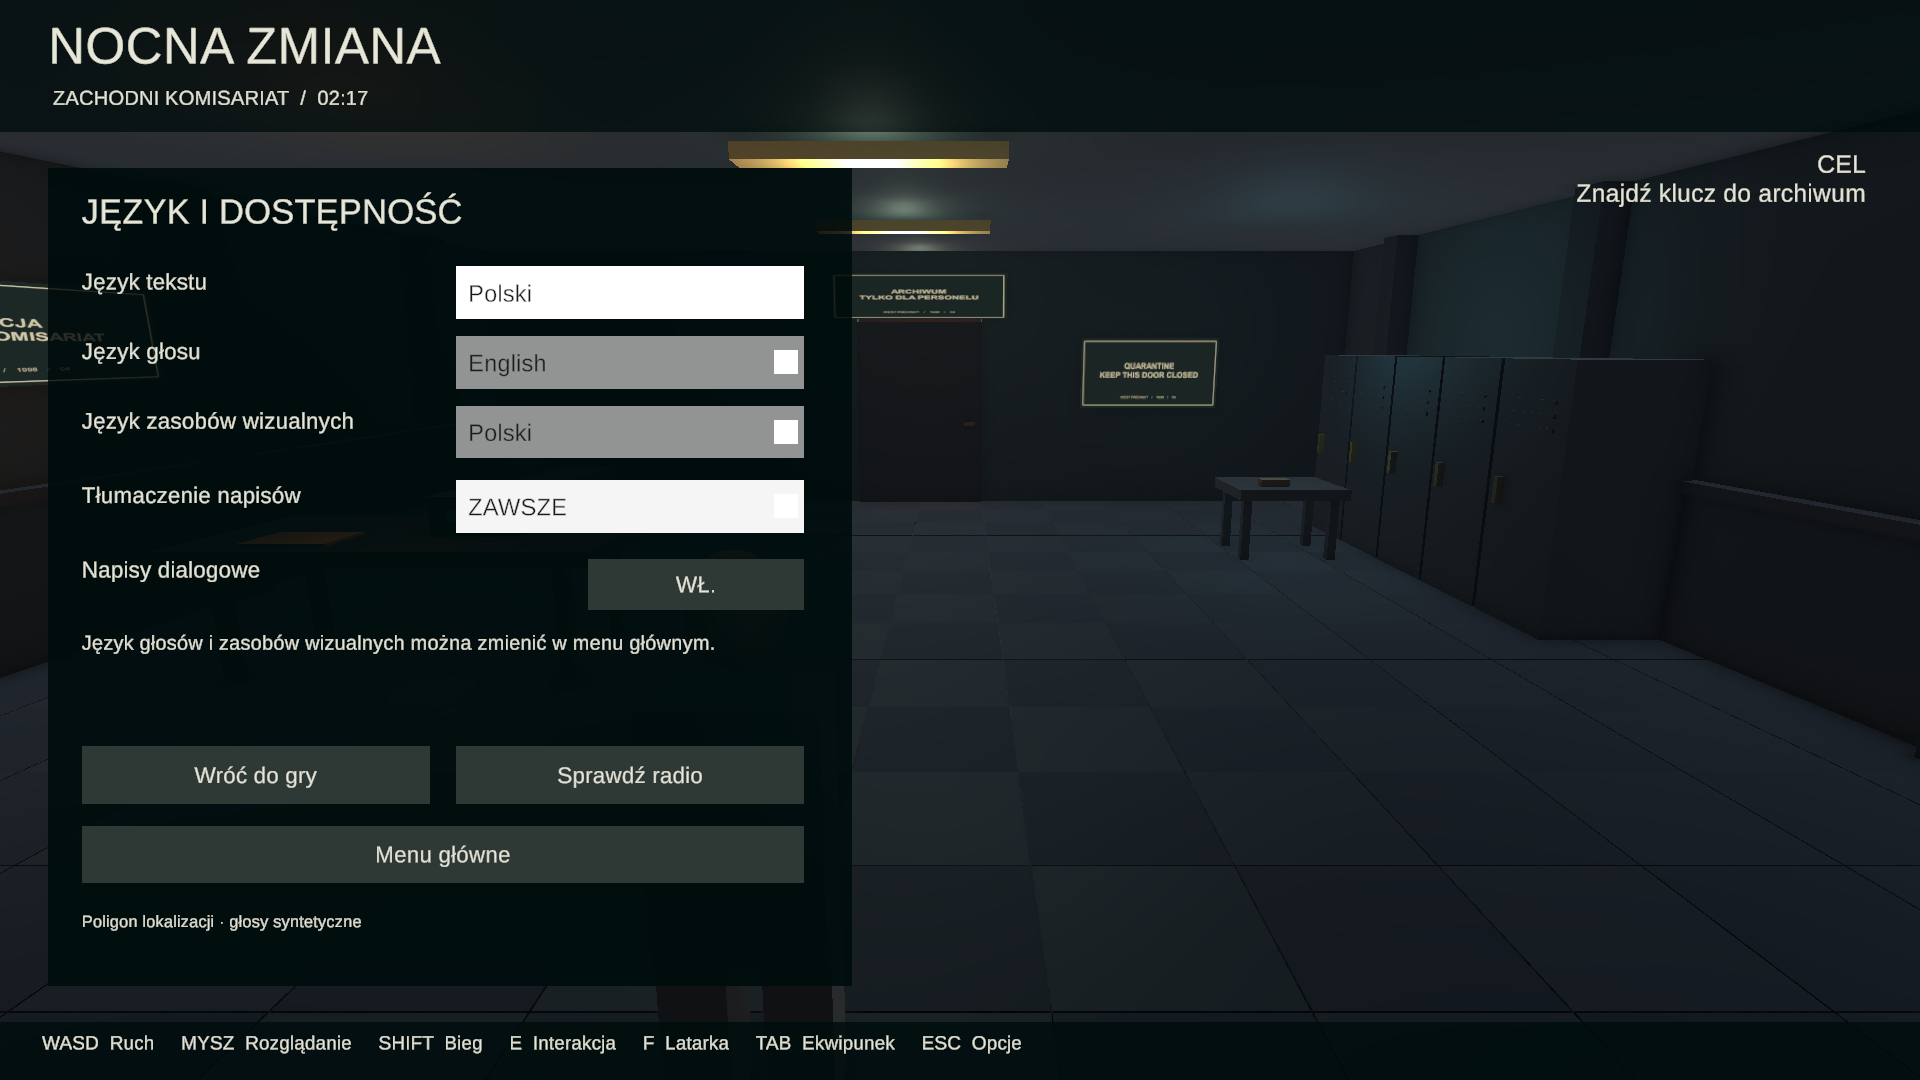 NOCNA ZMIANA
ZACHODNI KOMISARIAT / 02:17
CEL
Znajdź klucz do archiwum
JĘZYK I DOSTĘPNOŚĆ
Język tekstu
Polski
Język głosu
English
Język zasobów wizualnych
Polski
Tłumaczenie napisów
ZAWSZE
Napisy dialogowe
WŁ.
Język głosów i zasobów wizualnych można zmienić w menu głównym.
Wróć do gry
Sprawdź radio
Menu główne
Poligon lokalizacji · głosy syntetyczne
CJA
OMISARIAT
/ 1998 /
ARCHIWUM
TYLKO DLA PERSONELU
QUARANTINE
KEEP THIS DOOR CLOSED
WASD Ruch MYSZ Rozglądanie SHIFT Bieg E Interakcja F Latarka TAB Ekwipunek ESC Opcje